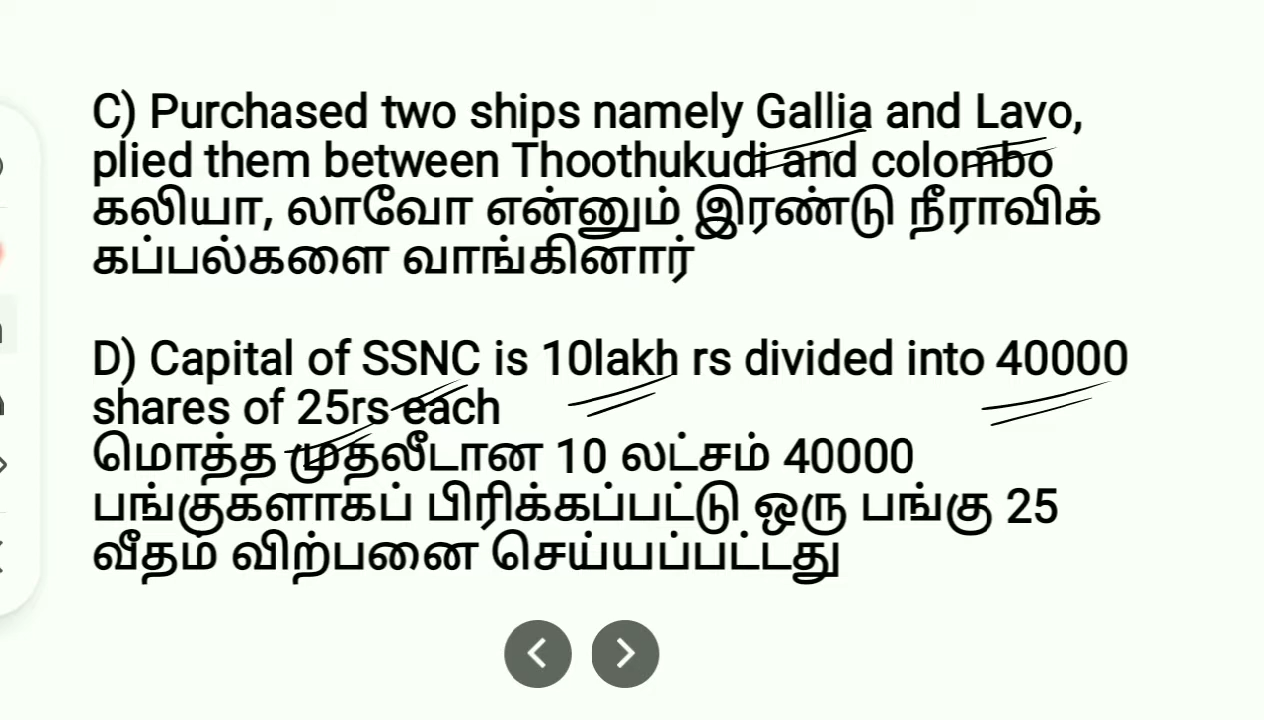 C) Purchased two ships namely Gallia and Lavo,
plied them between Thoothukudi and colombo
கலியா, லாவோ என்னும் இரண்டு நீராவிக்
கப்பல்களை வாங்கினார்
D) Capital of SSNC is 10lakh rs divided into 40000
shares of 25rs each
மொத்த முதலீடான 10 லட்சம் 40000
பங்குகளாகப் பிரிக்கப்பட்டு ஒரு பங்கு 25
வீதம் விற்பனை செய்யப்பட்டது